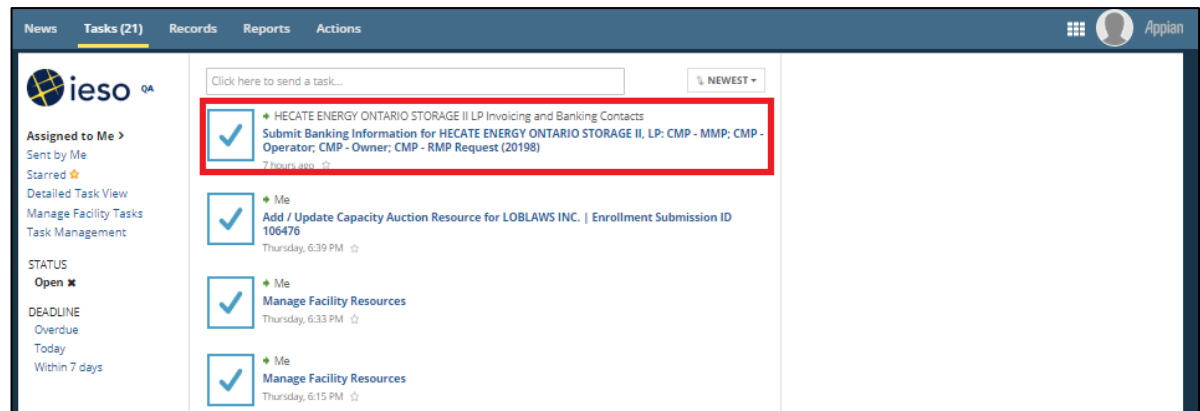 News Tasks (21) Records Reports Actions Appian
ieso QA
Assigned to Me >
Sent by Me
Starred
Detailed Task View
Manage Facility Tasks
Task Management
STATUS
Open ✖
DEADLINE
Overdue
Today
Within 7 days
Click here to send a task...
NEWEST
HECATE ENERGY ONTARIO STORAGE II LP Invoicing and Banking Contacts
Submit Banking Information for HECATE ENERGY ONTARIO STORAGE II, LP: CMP - MMP; CMP -
Operator; CMP - Owner; CMP - RMP Request (20198)
7 hours ago
Me
Add / Update Capacity Auction Resource for LOBLAWS INC. | Enrollment Submission ID
106476
Thursday, 6:39 PM
Me
Manage Facility Resources
Thursday, 6:33 PM
Me
Manage Facility Resources
Thursday, 6:15 PM